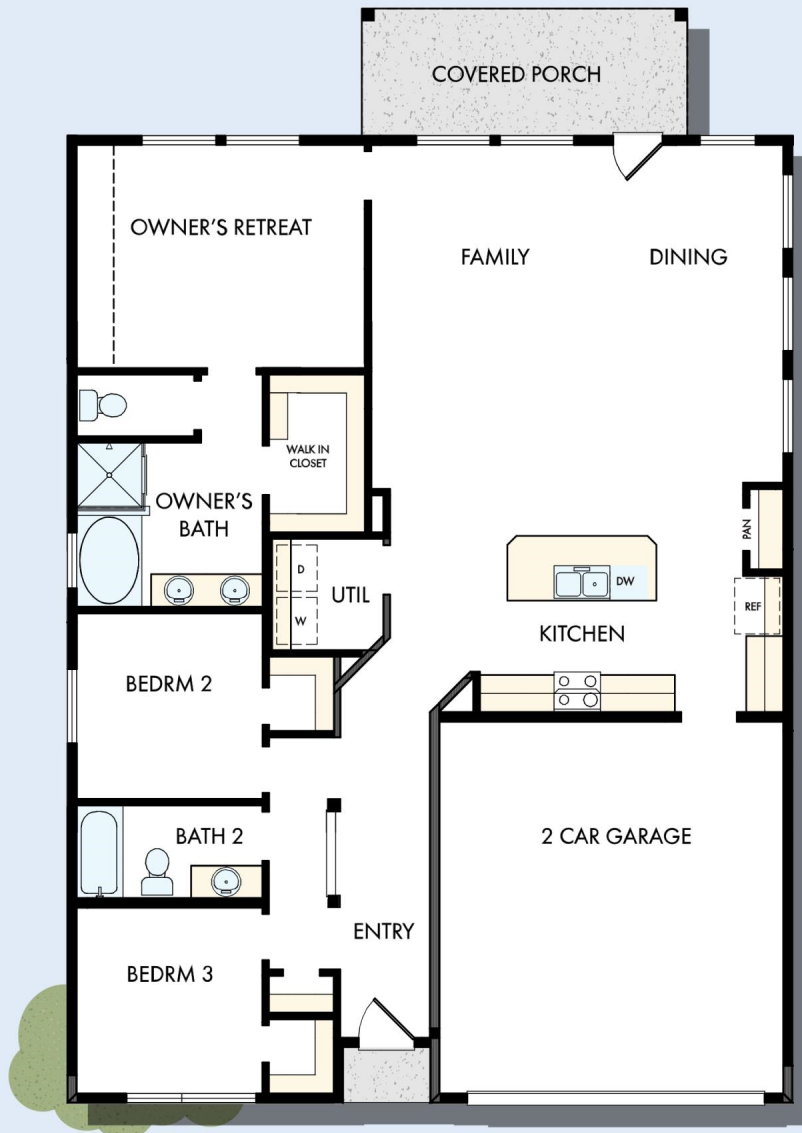 COVERED PORCH
OWNER'S RETREAT
FAMILY
DINING
WALK IN
CLOSET
OWNER'S
BATH
PAN
D
UTIL
DW
W
REF
KITCHEN
BEDRM 2
BATH 2
2 CAR GARAGE
ENTRY
BEDRM 3